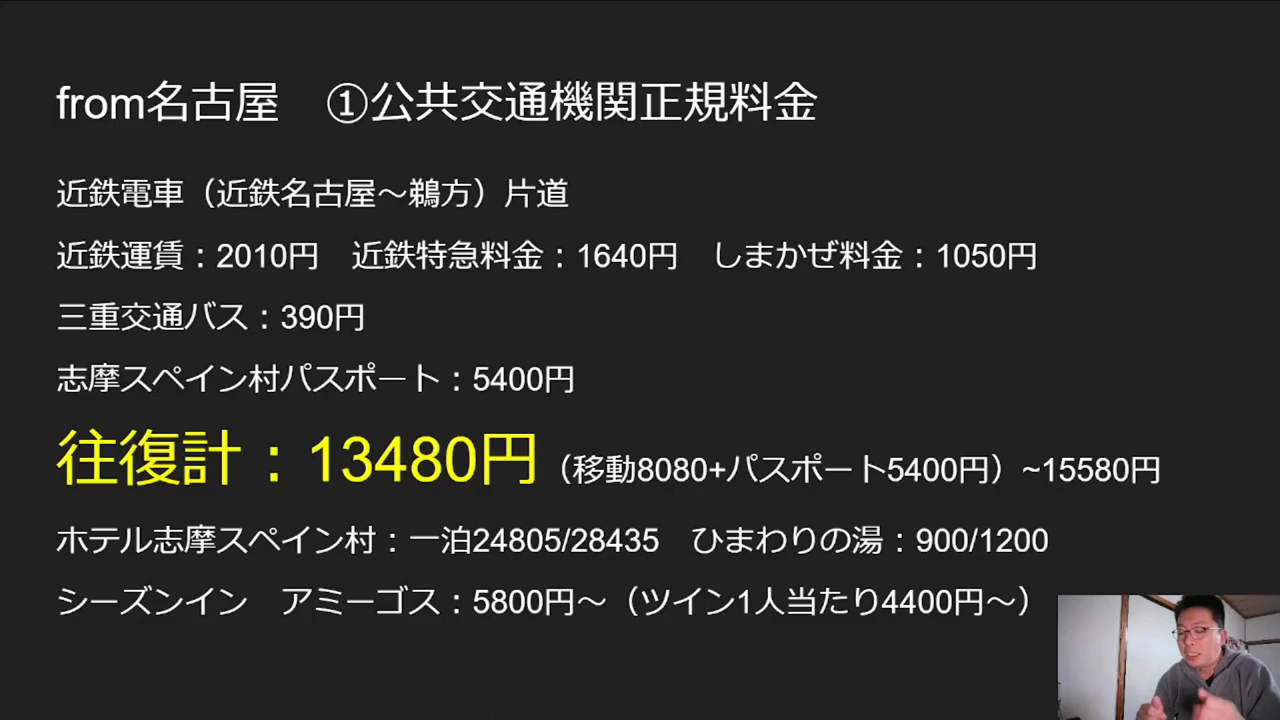 from名古屋　①公共交通機関正規料金
近鉄電車（近鉄名古屋～鵜方）片道
近鉄運賃：2010円　近鉄特急料金：1640円　しまかぜ料金：1050円
三重交通バス：390円
志摩スペイン村パスポート：5400円
往復計：13480円（移動8080+パスポート5400円）~15580円
ホテル志摩スペイン村：一泊24805/28435　ひまわりの湯：900/1200
シーズンイン　アミーゴス：5800円～（ツイン1人当たり4400円～）